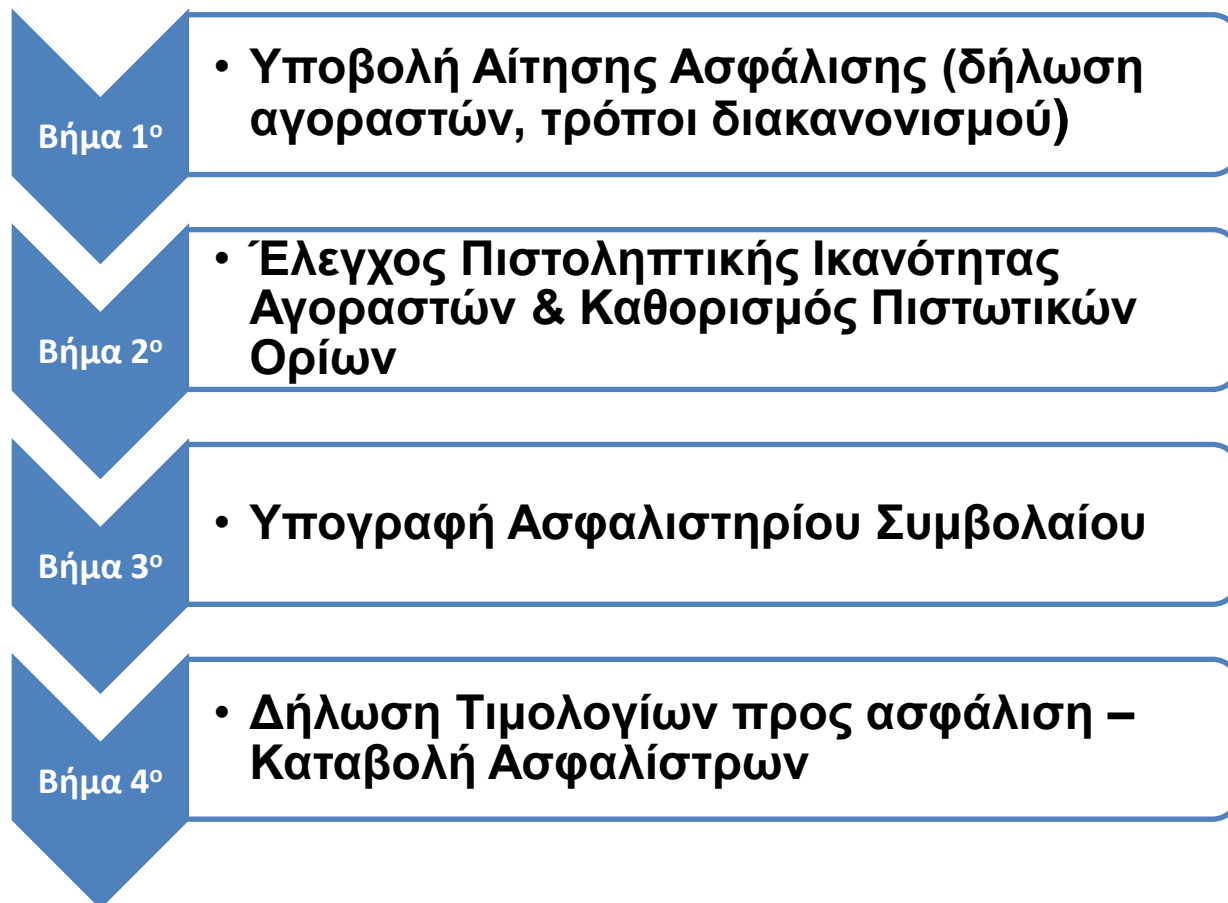 Βήμα 1ο
• Υποβολή Αίτησης Ασφάλισης (δήλωση
αγοραστών, τρόποι διακανονισμού)
Βήμα 2ο
• Έλεγχος Πιστοληπτικής Ικανότητας
Αγοραστών & Καθορισμός Πιστωτικών
Ορίων
Βήμα 3ο
• Υπογραφή Ασφαλιστηρίου Συμβολαίου
Βήμα 4ο
• Δήλωση Τιμολογίων προς ασφάλιση –
Καταβολή Ασφαλίστρων